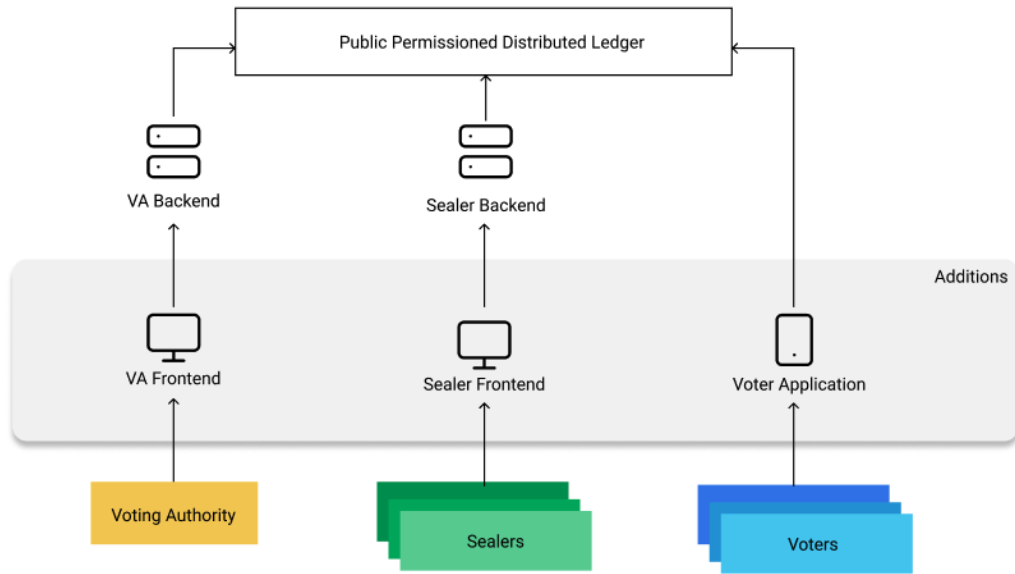 Public Permissioned Distributed Ledger
VA Backend
Sealer Backend
Additions
VA Frontend
Sealer Frontend
Voter Application
Voting Authority
Sealers
Voters